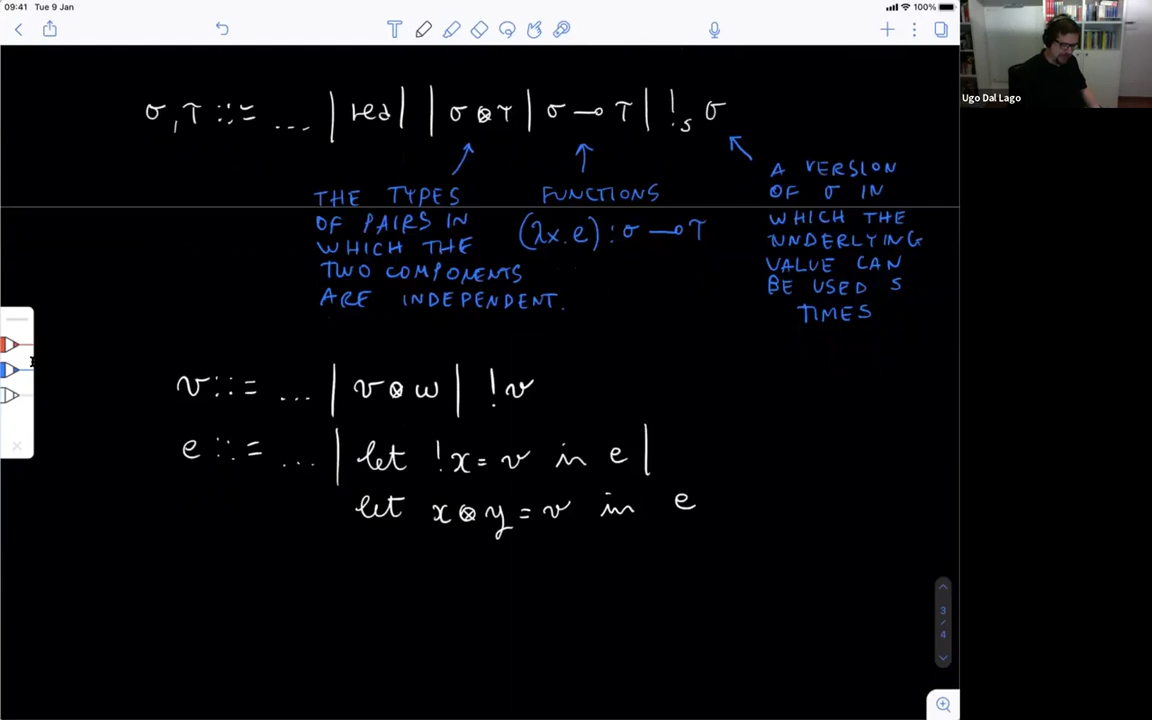 09:41 Tue 9 Jan
100%
Ugo Dal Lago
σ, τ ::= ... | real | σ⊗τ | σ ⊸ τ | !ₛ σ
THE TYPES
OF PAIRS IN
WHICH THE
TWO COMPONENTS
ARE INDEPENDENT.
FUNCTIONS
(λx.e) : σ ⊸ τ
A VERSION
OF σ IN
WHICH THE
UNDERLYING
VALUE CAN
BE USED S
TIMES
v ::= ... | v⊗w | !v
e ::= ... | let !x = v in e |
let x⊗y = v in e
3
/
4